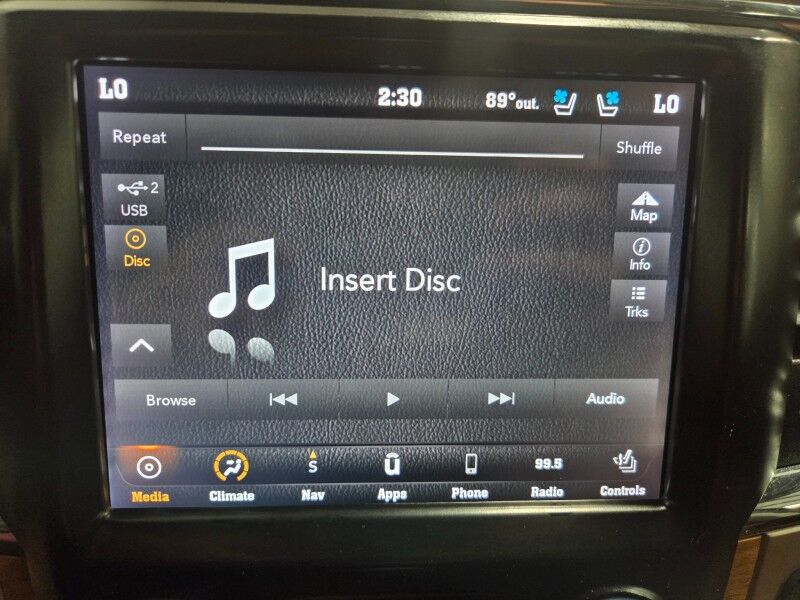 LO 2:30 89° out. LO
Repeat Shuffle
2
USB
Map
Disc
Info
Insert Disc
Trks
Browse Audio
S
99.5
Media Climate Nav Apps Phone Radio Controls